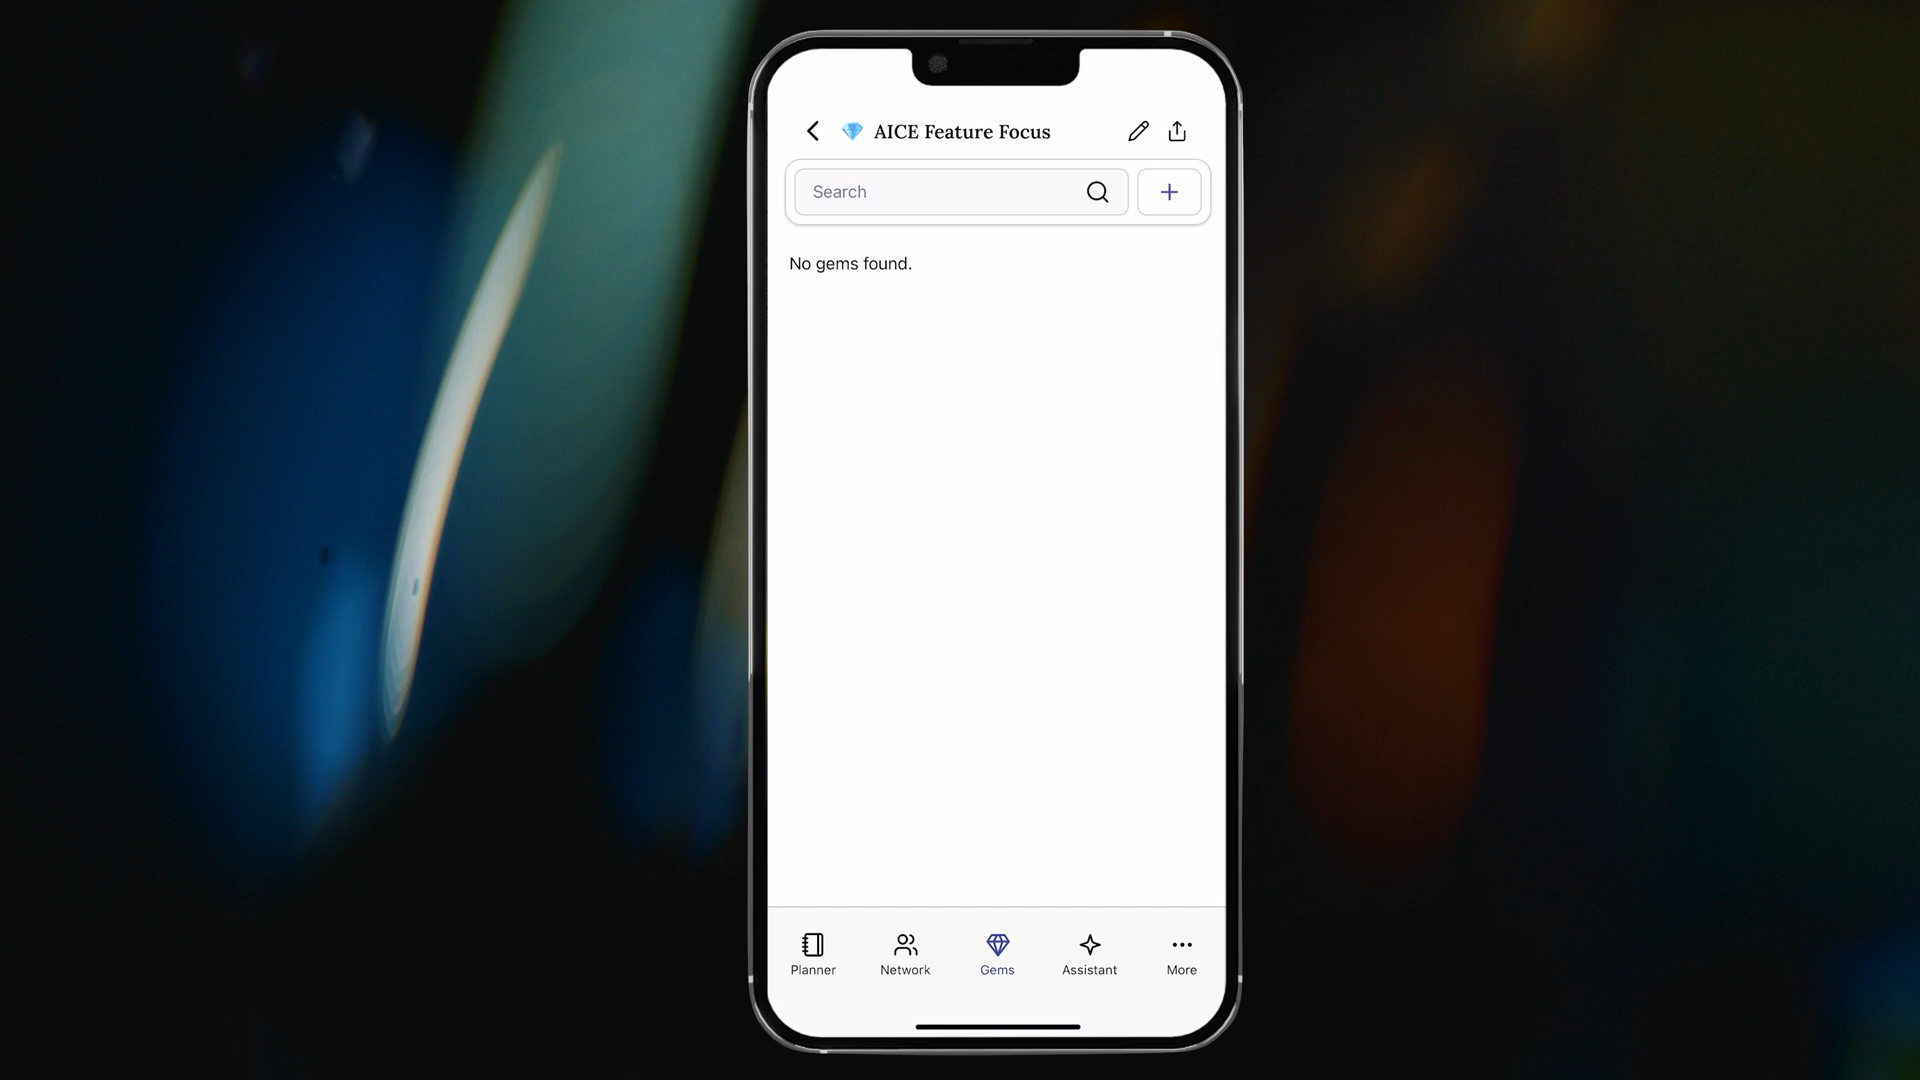 AICE Feature Focus
Search
No gems found.
Planner
Network
Gems
Assistant
More